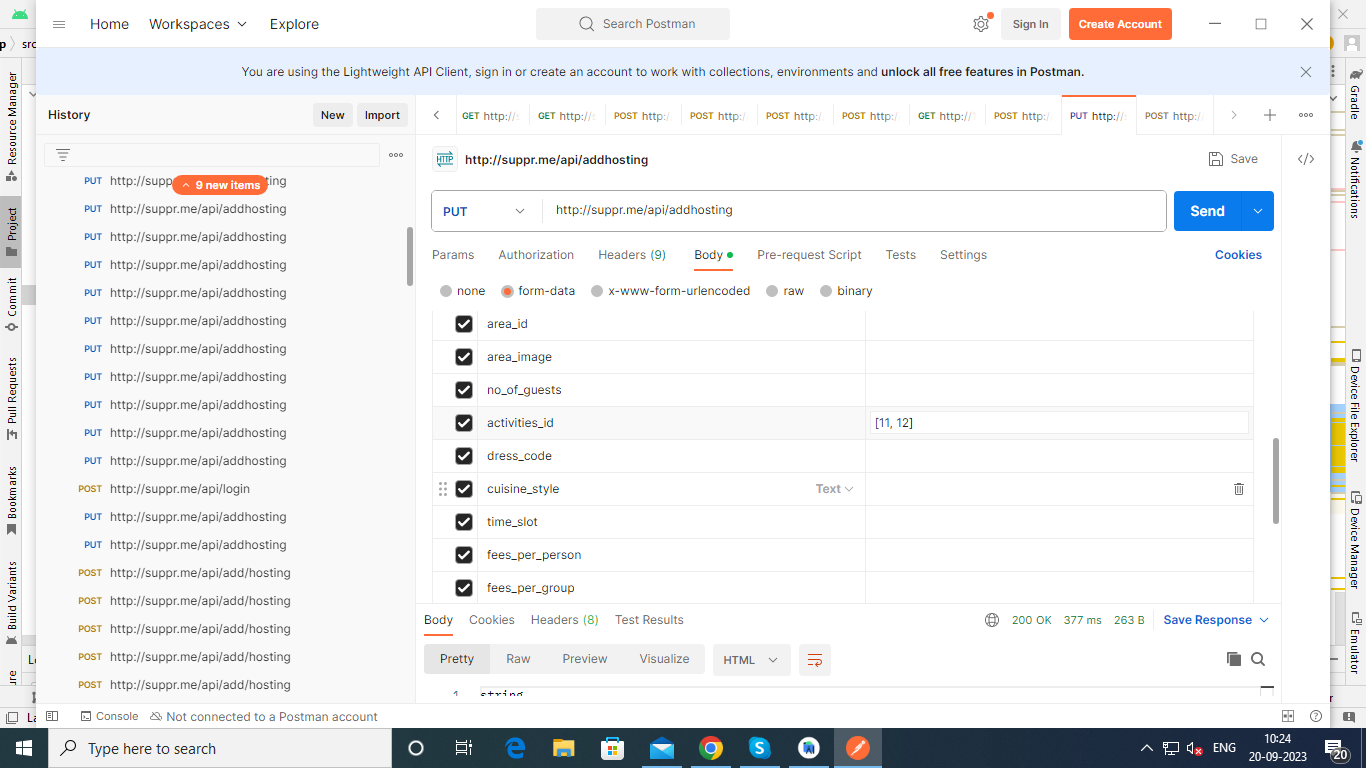 Home Workspaces Explore
Search Postman
Sign In
Create Account
You are using the Lightweight API Client, sign in or create an account to work with collections, environments and unlock all free features in Postman.
History
New
Import
GET http://
GET http://
POST http:/
POST http:/
POST http:/
POST http:/
GET http://
POST http:/
PUT http://
POST http:/
PUT http://suppr. ting
9 new items
PUT http://suppr.me/api/addhosting
PUT http://suppr.me/api/addhosting
PUT http://suppr.me/api/addhosting
PUT http://suppr.me/api/addhosting
PUT http://suppr.me/api/addhosting
PUT http://suppr.me/api/addhosting
PUT http://suppr.me/api/addhosting
PUT http://suppr.me/api/addhosting
PUT http://suppr.me/api/addhosting
PUT http://suppr.me/api/addhosting
POST http://suppr.me/api/login
PUT http://suppr.me/api/addhosting
PUT http://suppr.me/api/addhosting
POST http://suppr.me/api/add/hosting
POST http://suppr.me/api/add/hosting
POST http://suppr.me/api/add/hosting
POST http://suppr.me/api/add/hosting
POST http://suppr.me/api/add/hosting
HTTP http://suppr.me/api/addhosting
Save
PUT
http://suppr.me/api/addhosting
Send
Params Authorization Headers (9) Body Pre-request Script Tests Settings Cookies
none form-data x-www-form-urlencoded raw binary
area_id
area_image
no_of_guests
activities_id [11, 12]
dress_code
cuisine_style Text
time_slot
fees_per_person
fees_per_group
Body Cookies Headers (8) Test Results
200 OK 377 ms 263 B Save Response
Pretty Raw Preview Visualize HTML
1 string
Console Not connected to a Postman account
Resource Manager
Project
Commit
Pull Requests
Bookmarks
Build Variants
Gradle
Notifications
Device File Explorer
Device Manager
Emulator
Type here to search
ENG
10:24
20-09-2023
20